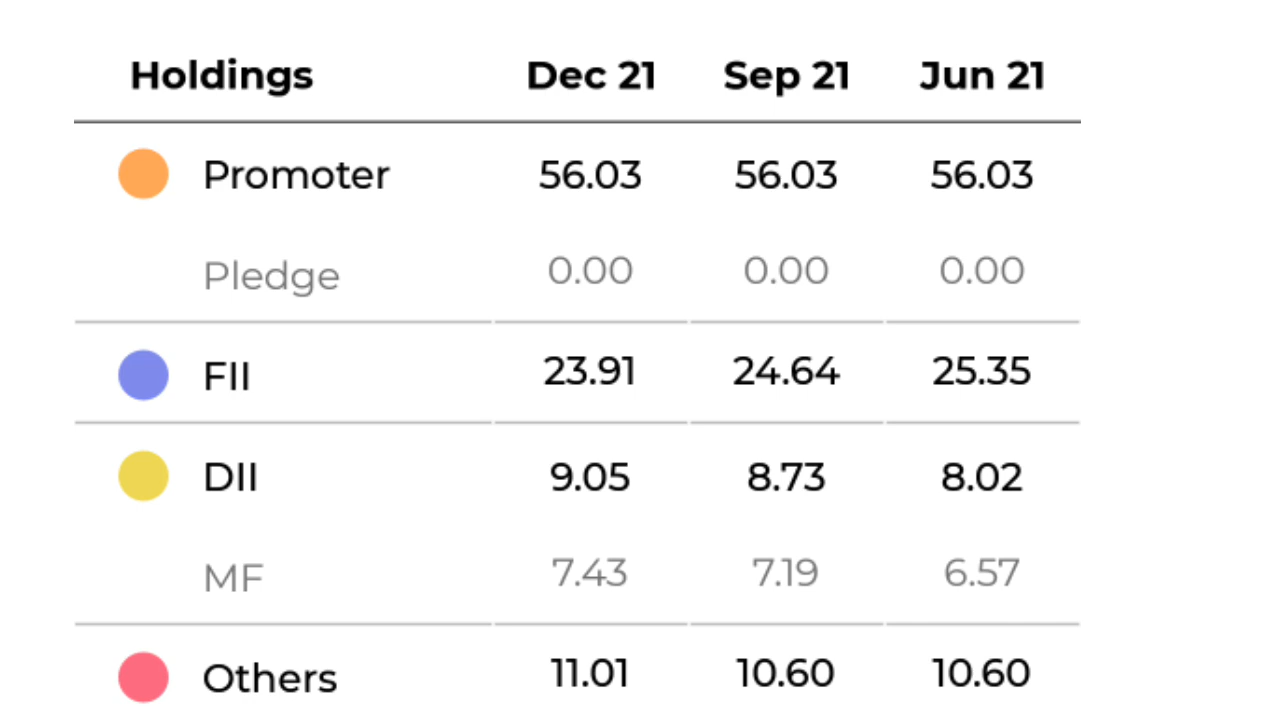 Holdings Dec 21 Sep 21 Jun 21
Promoter 56.03 56.03 56.03
Pledge 0.00 0.00 0.00
FII 23.91 24.64 25.35
DII 9.05 8.73 8.02
MF 7.43 7.19 6.57
Others 11.01 10.60 10.60